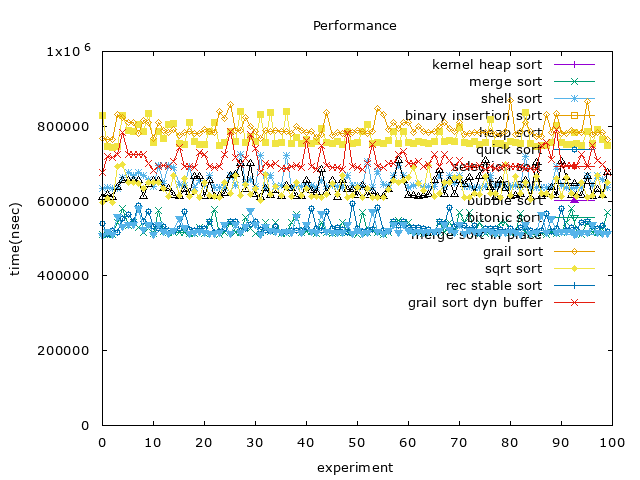 Performance
1x10^6
800000
600000
400000
200000
0
time(nsec)
0 10 20 30 40 50 60 70 80 90 100
experiment
kernel heap sort
merge sort
shell sort
binary insertion sort
heap sort
quick sort
selection sort
bubble sort
bitonic sort
merge sort in place
grail sort
sqrt sort
rec stable sort
grail sort dyn buffer